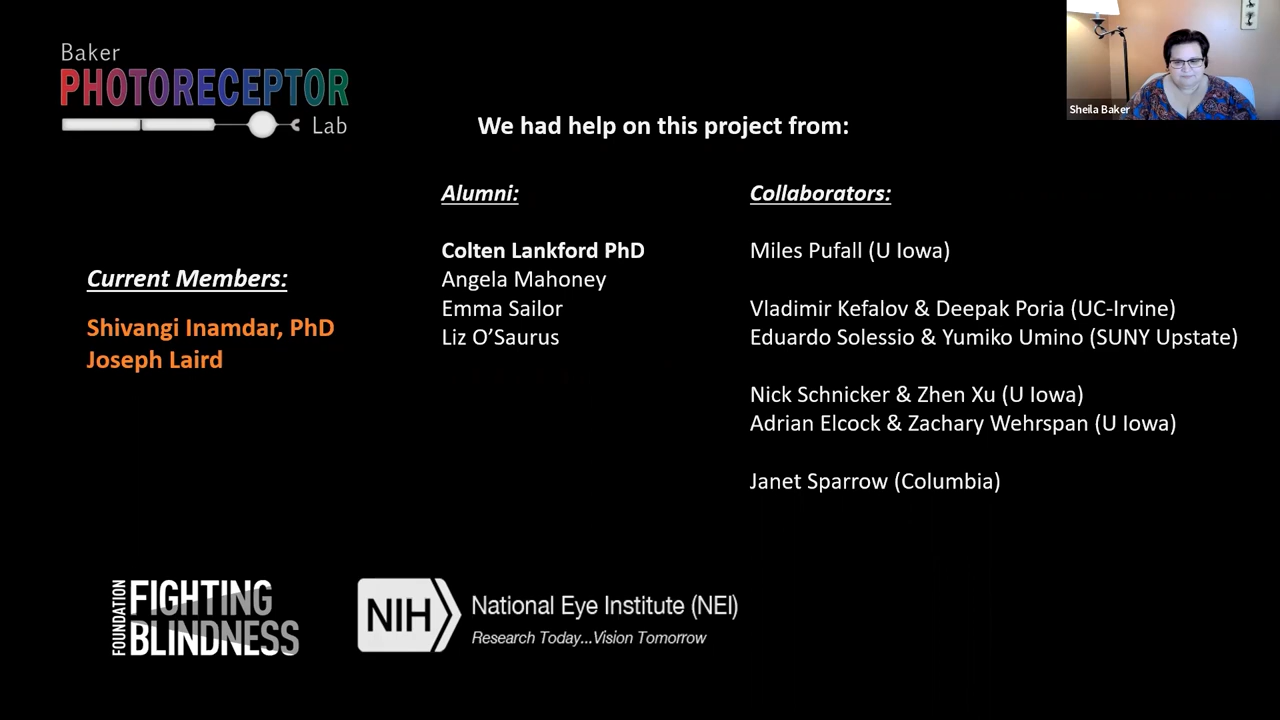 Baker
PHOTORECEPTOR
Lab
Sheila Baker
We had help on this project from:
Current Members:
Shivangi Inamdar, PhD
Joseph Laird
Alumni:
Colten Lankford PhD
Angela Mahoney
Emma Sailor
Liz O’Saurus
Collaborators:
Miles Pufall (U Iowa)
Vladimir Kefalov & Deepak Poria (UC-Irvine)
Eduardo Solessio & Yumiko Umino (SUNY Upstate)
Nick Schnicker & Zhen Xu (U Iowa)
Adrian Elcock & Zachary Wehrspan (U Iowa)
Janet Sparrow (Columbia)
FOUNDATION
FIGHTING
BLINDNESS
NIH
National Eye Institute (NEI)
Research Today...Vision Tomorrow